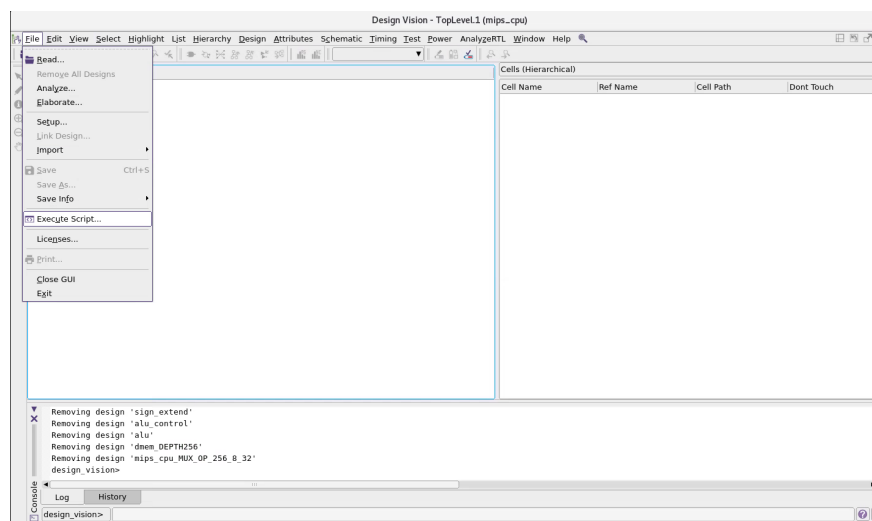 Design Vision - TopLevel.1 (mips_cpu)
File Edit View Select Highlight List Hierarchy Design Attributes Schematic Timing Test Power AnalyzeRTL Window Help
Read...
Remove All Designs
Analyze...
Elaborate...
Setup...
Link Design...
Import
Save Ctrl+S
Save As...
Save Info
Execute Script...
Licenses...
Print...
Close GUI
Exit
Cells (Hierarchical)
Cell Name Ref Name Cell Path Dont Touch
Removing design 'sign_extend'
Removing design 'alu_control'
Removing design 'alu'
Removing design 'dmem_DEPTH256'
Removing design 'mips_cpu_MUX_OP_256_8_32'
design_vision>
Console
Log History
design_vision>